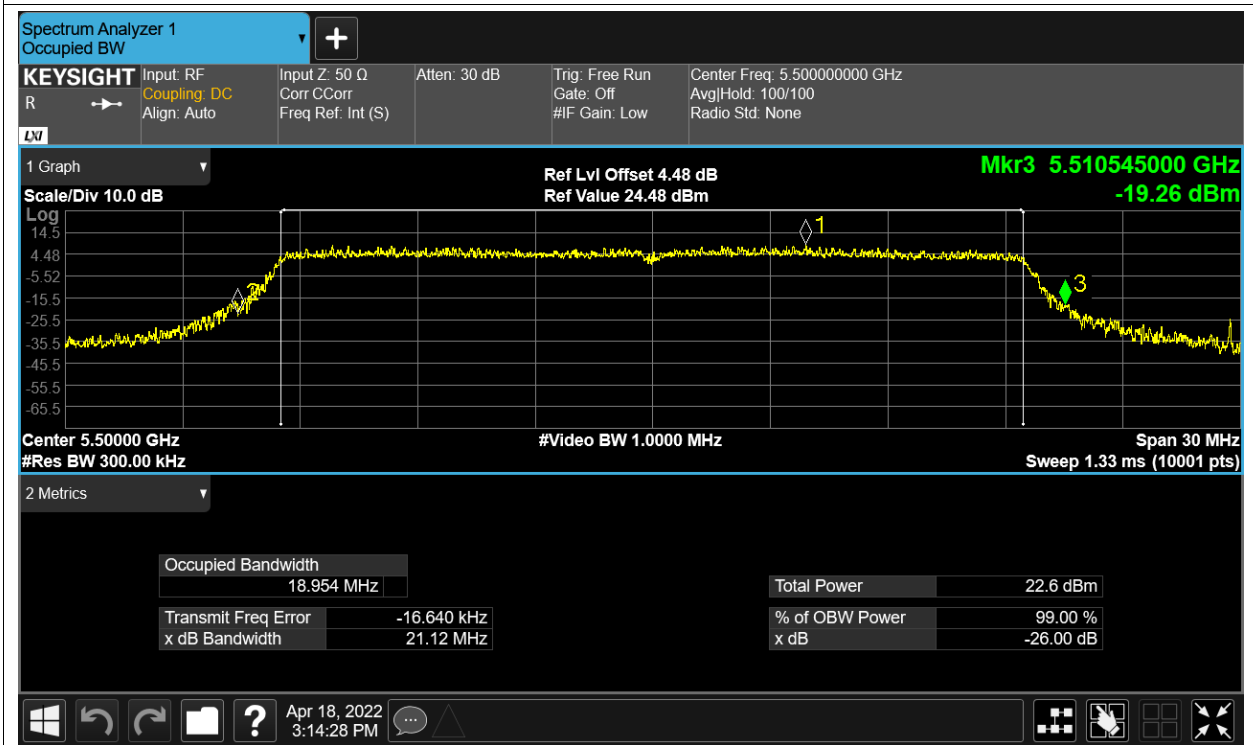 Spectrum Analyzer 1
Occupied BW
KEYSIGHT
R
LXI
Input: RF
Coupling: DC
Align: Auto
Input Z: 50 Ω
Corr CCorr
Freq Ref: Int (S)
Atten: 30 dB
Trig: Free Run
Gate: Off
#IF Gain: Low
Center Freq: 5.500000000 GHz
Avg|Hold: 100/100
Radio Std: None
1 Graph
Scale/Div 10.0 dB
Ref Lvl Offset 4.48 dB
Ref Value 24.48 dBm
Mkr3 5.510545000 GHz
-19.26 dBm
Log
14.5
4.48
-5.52
-15.5
-25.5
-35.5
-45.5
-55.5
-65.5
1
2
3
Center 5.50000 GHz
#Video BW 1.0000 MHz
Span 30 MHz
#Res BW 300.00 kHz
Sweep 1.33 ms (10001 pts)
2 Metrics
Occupied Bandwidth
18.954 MHz
Total Power 22.6 dBm
Transmit Freq Error -16.640 kHz
% of OBW Power 99.00 %
x dB Bandwidth 21.12 MHz
x dB -26.00 dB
?
Apr 18, 2022
3:14:28 PM